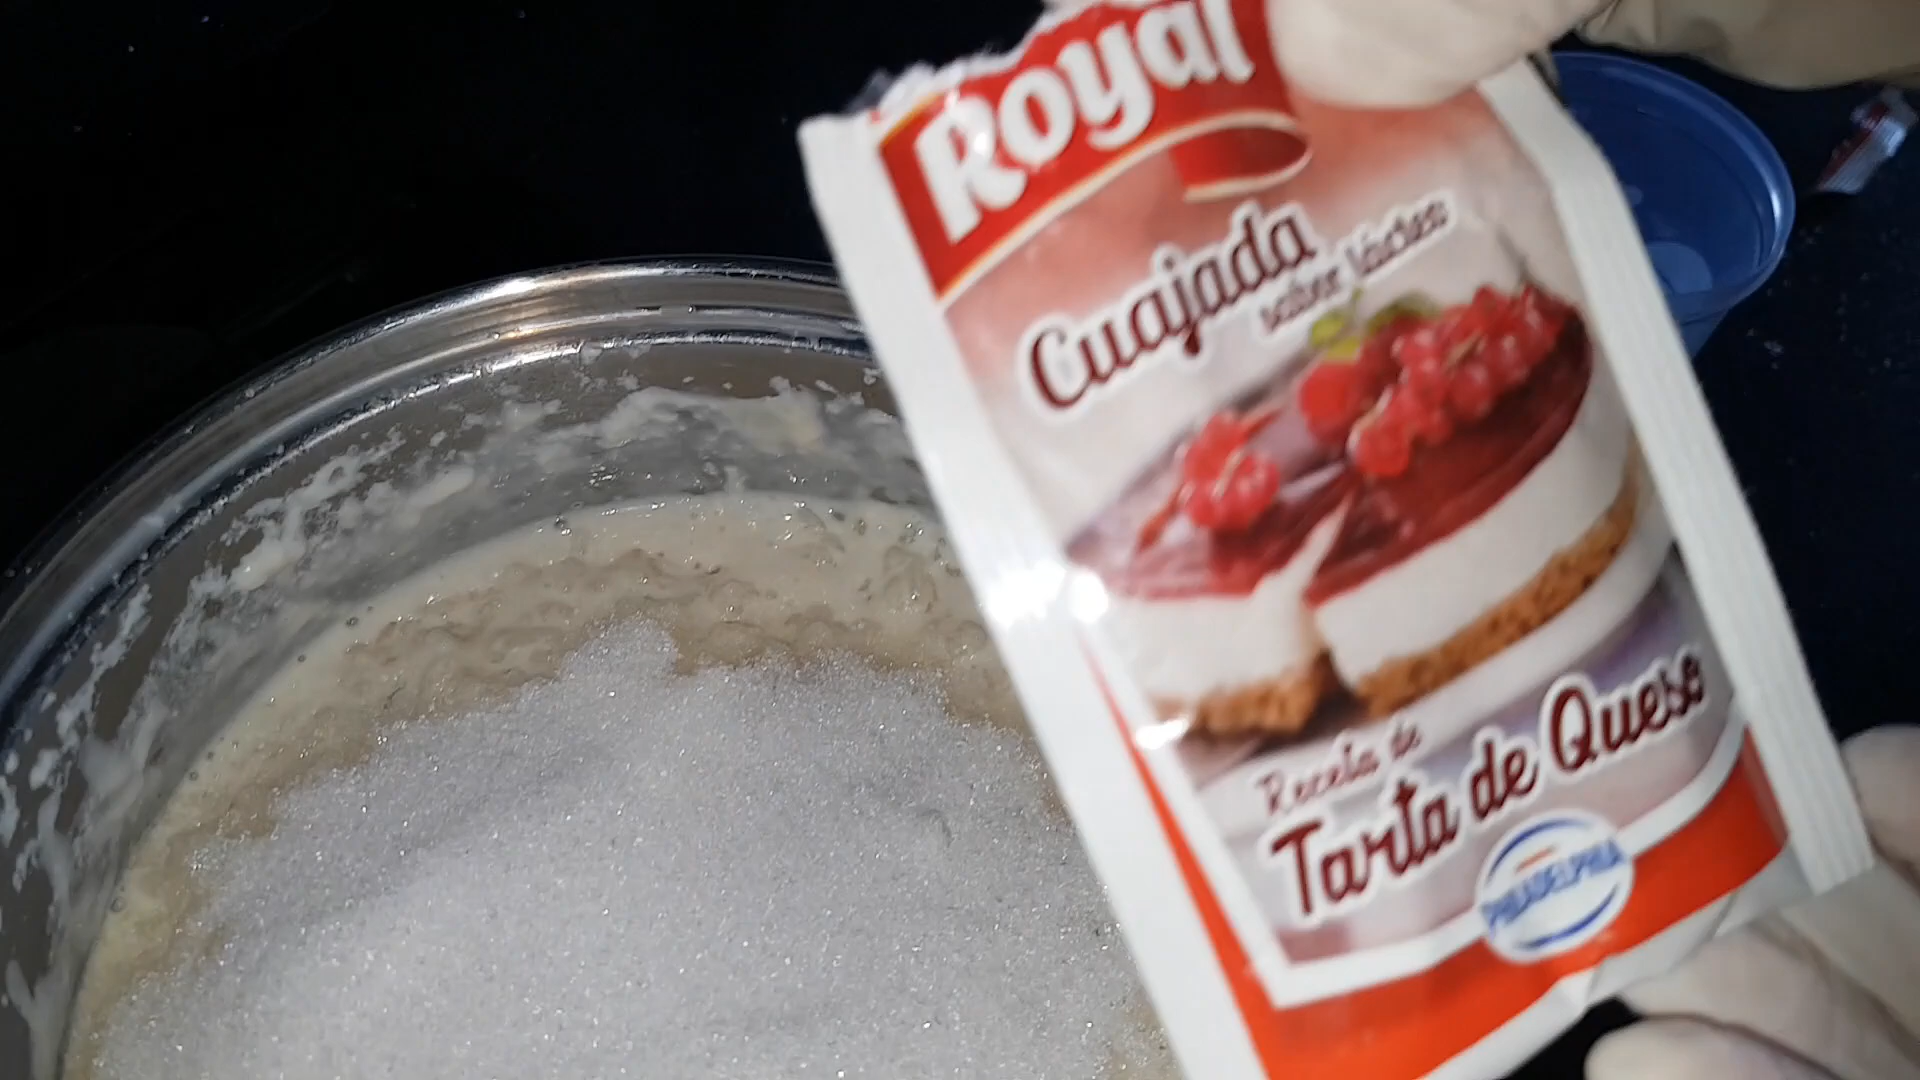 Royal
Cuajada
sabor lácteo
Receta de
Tarta de Queso
PHILADELPHIA